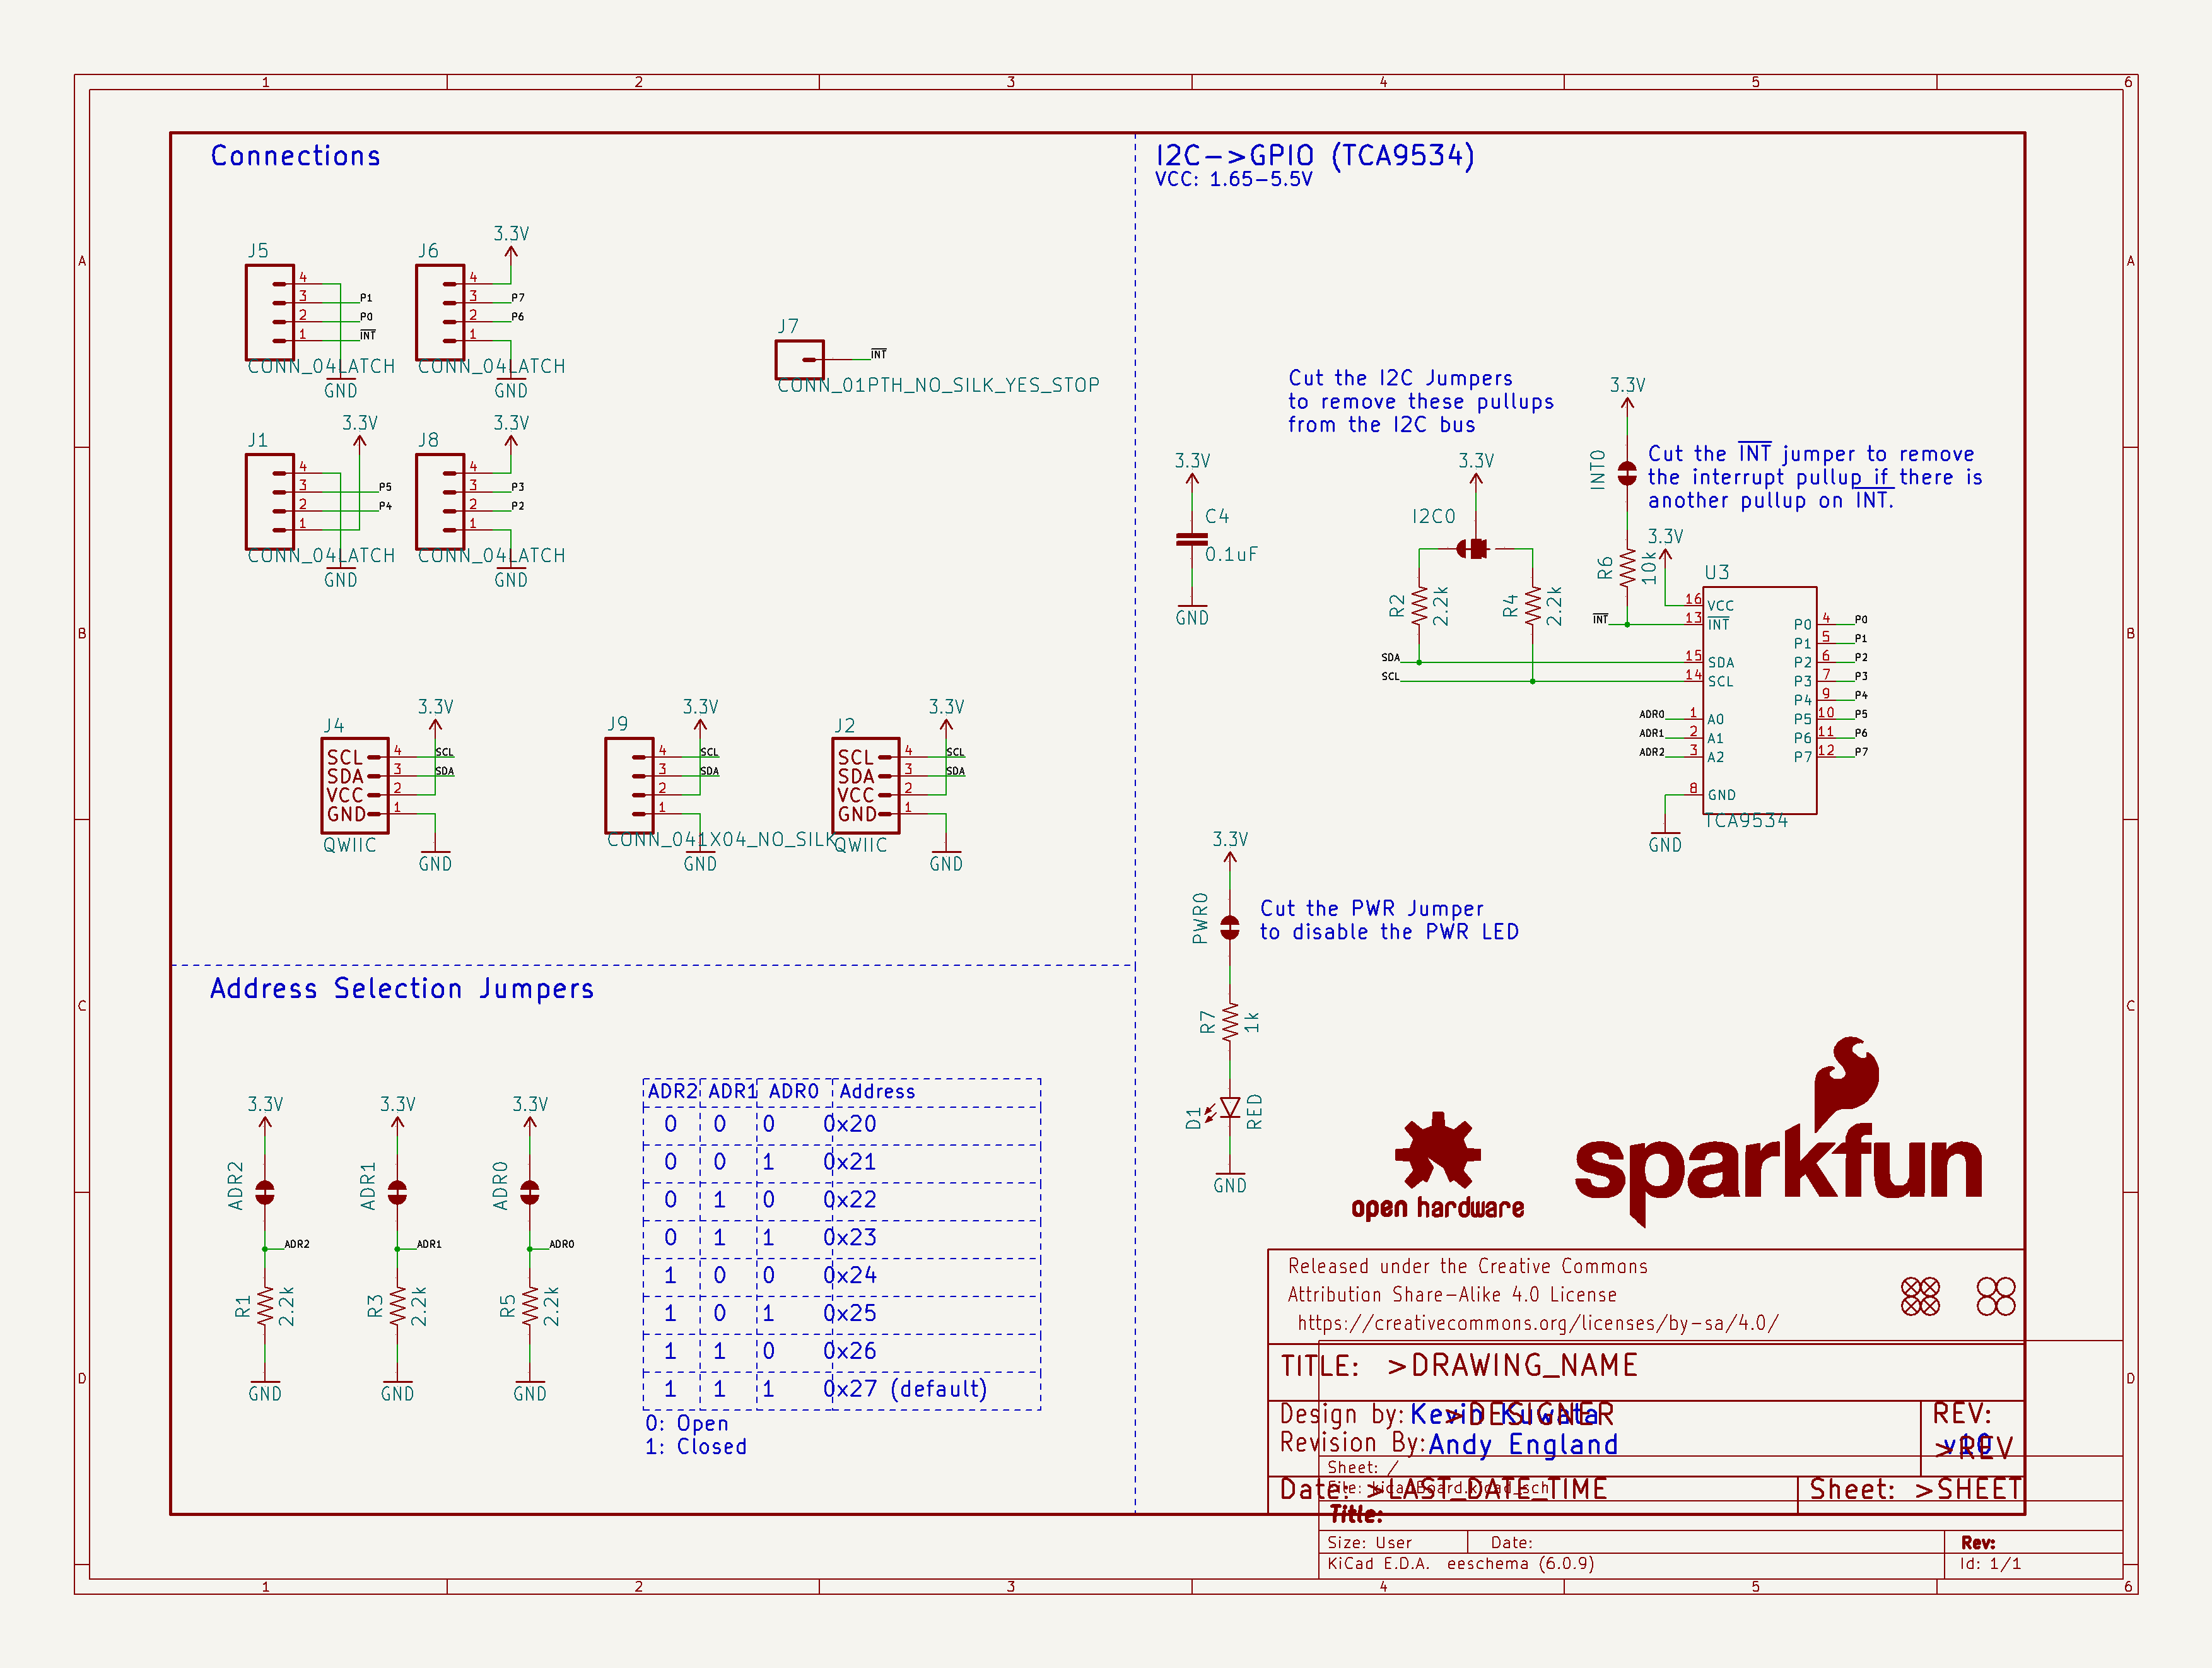 1 2 3 4 5 6
A
B
C
D
A
B
C
D
Connections
J5
4
3
2
1
P1
P0
INT
CONN_04LATCH
GND
J6
3.3V
4
3
2
1
P7
P6
CONN_04LATCH
GND
J7
INT
CONN_01PTH_NO_SILK_YES_STOP
J1
3.3V
4
3
2
1
P5
P4
CONN_04LATCH
GND
J8
3.3V
4
3
2
1
P3
P2
CONN_04LATCH
GND
J4
3.3V
SCL 4 SCL
SDA 3 SDA
VCC 2
GND 1
QWIIC
GND
J9
3.3V
4 SCL
3 SDA
2
1
CONN_041X04_NO_SILK
GND
J2
3.3V
SCL 4 SCL
SDA 3 SDA
VCC 2
GND 1
QWIIC
GND
Address Selection Jumpers
3.3V
ADR2
ADR2
R1
2.2k
GND
3.3V
ADR1
ADR1
R3
2.2k
GND
3.3V
ADR0
ADR0
R5
2.2k
GND
ADR2 ADR1 ADR0 Address
0 0 0 0x20
0 0 1 0x21
0 1 0 0x22
0 1 1 0x23
1 0 0 0x24
1 0 1 0x25
1 1 0 0x26
1 1 1 0x27 (default)
0: Open
1: Closed
I2C->GPIO (TCA9534)
VCC: 1.65-5.5V
Cut the I2C Jumpers
to remove these pullups
from the I2C bus
3.3V
C4
0.1uF
GND
3.3V
I2C0
R2
2.2k
R4
2.2k
SDA
SCL
3.3V
INT0
Cut the INT jumper to remove
the interrupt pullup if there is
another pullup on INT.
R6
10k
INT
3.3V
U3
16 VCC
13 INT
15 SDA
14 SCL
ADR0 1 A0
ADR1 2 A1
ADR2 3 A2
8 GND
P0 4 P0
P1 5 P1
P2 6 P2
P3 7 P3
P4 9 P4
P5 10 P5
P6 11 P6
P7 12 P7
TCA9534
GND
3.3V
PWR0
Cut the PWR Jumper
to disable the PWR LED
R7
1k
D1
RED
GND
open hardware
sparkfun
Released under the Creative Commons
Attribution Share-Alike 4.0 License
https://creativecommons.org/licenses/by-sa/4.0/
TITLE: >DRAWING_NAME
Design by: Kevin Kuwata
>DESIGNER
REV:
Revision By: Andy England
v10
>REV
Sheet: /
File: kicadBoard.kicad_sch
Date: >LAST_DATE_TIME
Sheet: >SHEET
Title:
Size: User Date: Rev:
KiCad E.D.A. eeschema (6.0.9) Id: 1/1
1 2 3 4 5 6